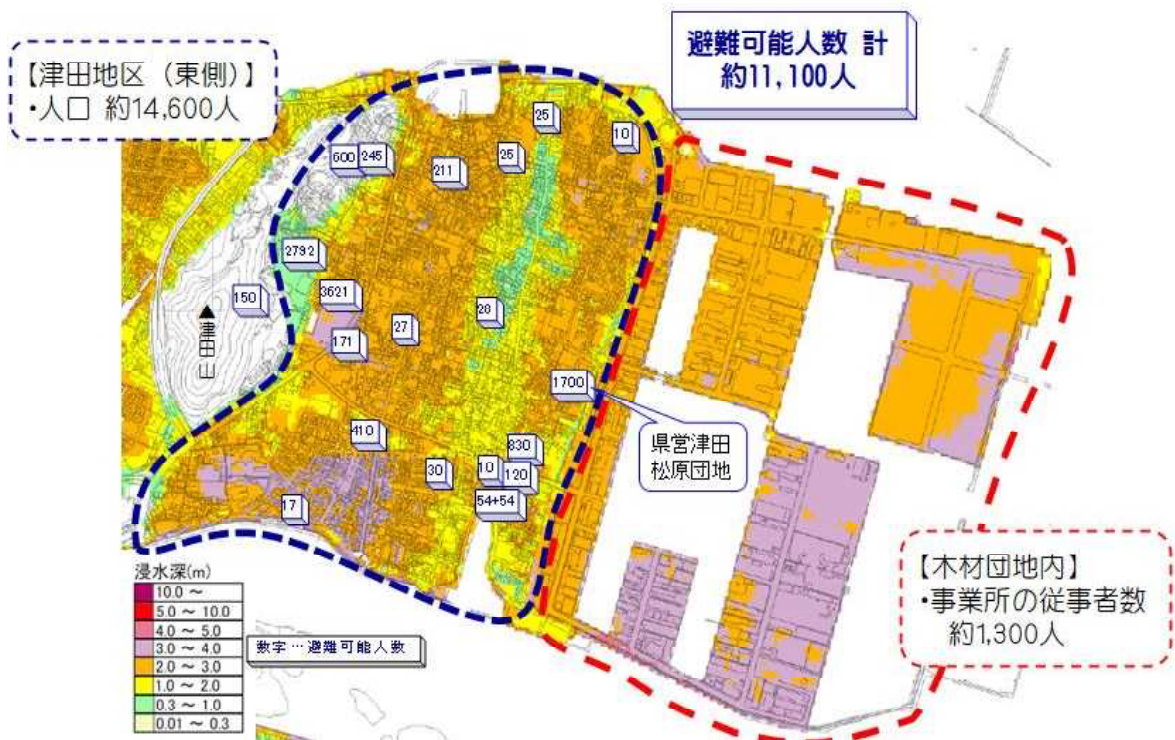 【津田地区（東側）】
・人口 約14,600人
避難可能人数 計
約11,100人
25
10
25
600
245
211
2792
150
3621
▲津田山
27
28
171
1700
県営津田
松原団地
410
830
30
10
120
54+54
17
【木材団地内】
・事業所の従事者数
約1,300人
浸水深(m)
10.0 ～
5.0 ～ 10.0
4.0 ～ 5.0
3.0 ～ 4.0
2.0 ～ 3.0
1.0 ～ 2.0
0.3 ～ 1.0
0.01 ～ 0.3
数字…避難可能人数